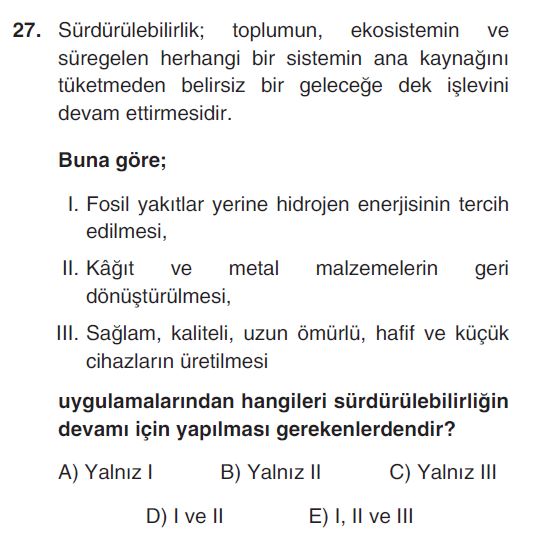 27. Sürdürülebilirlik; toplumun, ekosistemin ve
süregelen herhangi bir sistemin ana kaynağını
tüketmeden belirsiz bir geleceğe dek işlevini
devam ettirmesidir.
Buna göre;
I. Fosil yakıtlar yerine hidrojen enerjisinin tercih
edilmesi,
II. Kâğıt ve metal malzemelerin geri
dönüştürülmesi,
III. Sağlam, kaliteli, uzun ömürlü, hafif ve küçük
cihazların üretilmesi
uygulamalarından hangileri sürdürülebilirliğin
devamı için yapılması gerekenlerdendir?
A) Yalnız I B) Yalnız II C) Yalnız III
D) I ve II E) I, II ve III